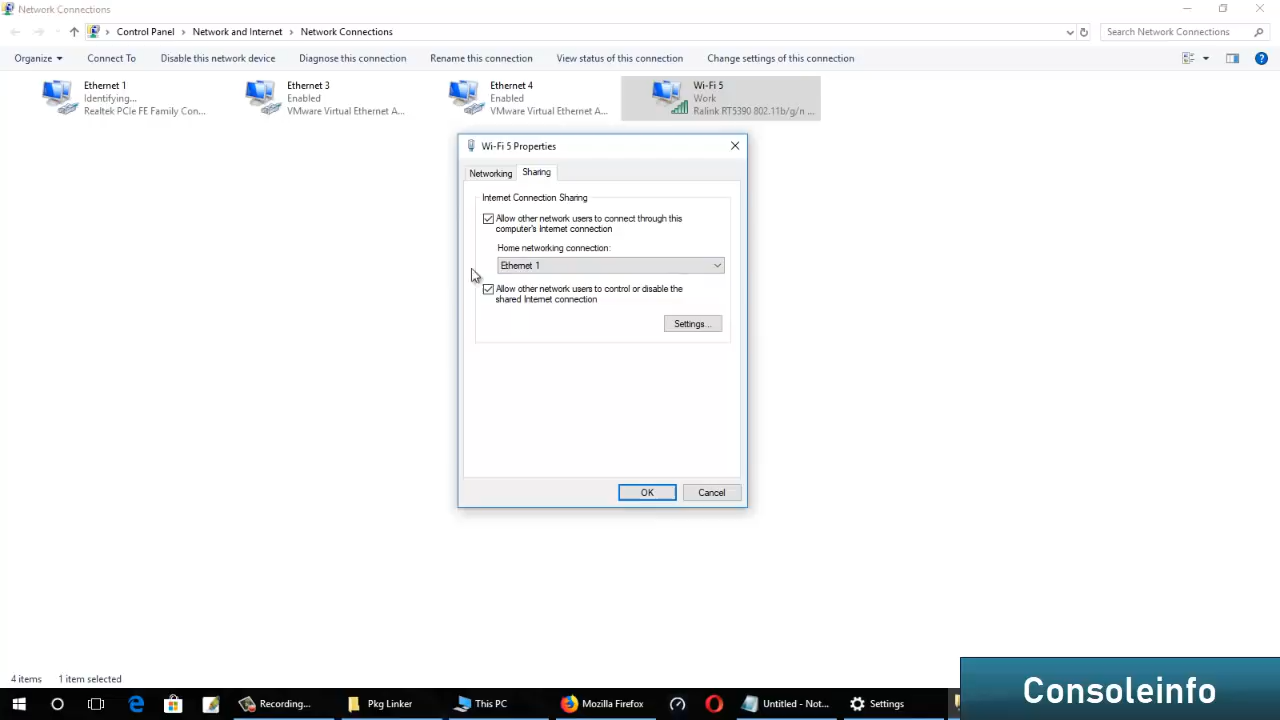 Network Connections
Control Panel > Network and Internet > Network Connections
Search Network Connections
Organize
Connect To
Disable this network device
Diagnose this connection
Rename this connection
View status of this connection
Change settings of this connection
Ethernet 1
Identifying...
Realtek PCIe FE Family Con...
Ethernet 3
Enabled
VMware Virtual Ethernet A...
Ethernet 4
Enabled
VMware Virtual Ethernet A...
Wi-Fi 5
Work
Ralink RT5390 802.11b/g/n ...
Wi-Fi 5 Properties
Networking
Sharing
Internet Connection Sharing
Allow other network users to connect through this
computer's Internet connection
Home networking connection:
Ethernet 1
Allow other network users to control or disable the
shared Internet connection
Settings...
OK
Cancel
4 items
1 item selected
Recording...
Pkg Linker
This PC
Mozilla Firefox
Untitled - Not...
Settings
Consoleinfo